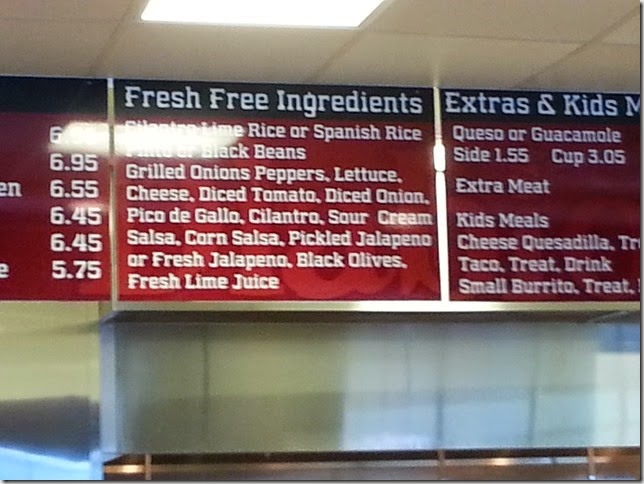 6.95
6.55
en
6.45
6.45
e
5.75
Fresh Free Ingredients
Cilantro Lime Rice or Spanish Rice
Pinto or Black Beans
Grilled Onions Peppers, Lettuce,
Cheese, Diced Tomato, Diced Onion,
Pico de Gallo, Cilantro, Sour Cream
Salsa, Corn Salsa, Pickled Jalapeno
or Fresh Jalapeno, Black Olives,
Fresh Lime Juice
Extras & Kids M
Queso or Guacamole
Side 1.55 Cup 3.05
Extra Meat
Kids Meals
Cheese Quesadilla, Tr
Taco, Treat, Drink
Small Burrito, Treat,